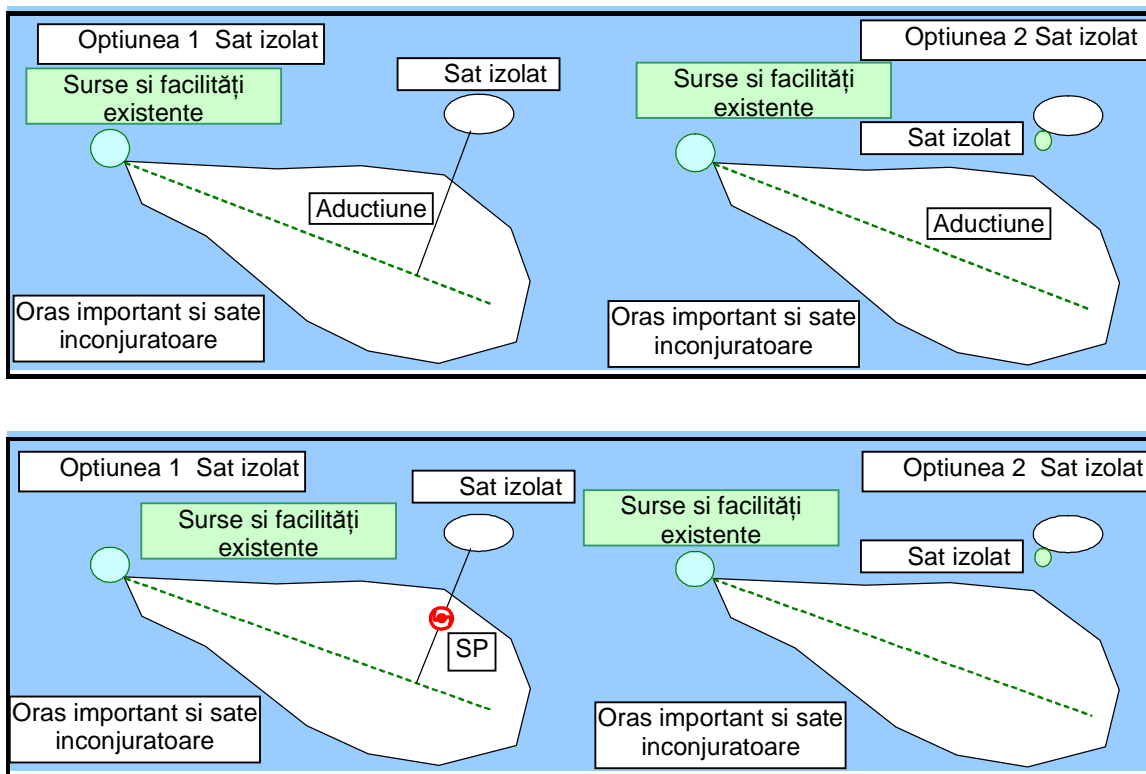 Optiunea 1 Sat izolat
Surse si facilități
existente
Sat izolat
Aductiune
Oras important si sate
inconjuratoare
Optiunea 2 Sat izolat
Surse si facilități
existente
Sat izolat
Aductiune
Oras important si sate
inconjuratoare
Optiunea 1 Sat izolat
Surse si facilități
existente
Sat izolat
SP
Oras important si sate
inconjuratoare
Optiunea 2 Sat izolat
Surse si facilități
existente
Sat izolat
Oras important si sate
inconjuratoare